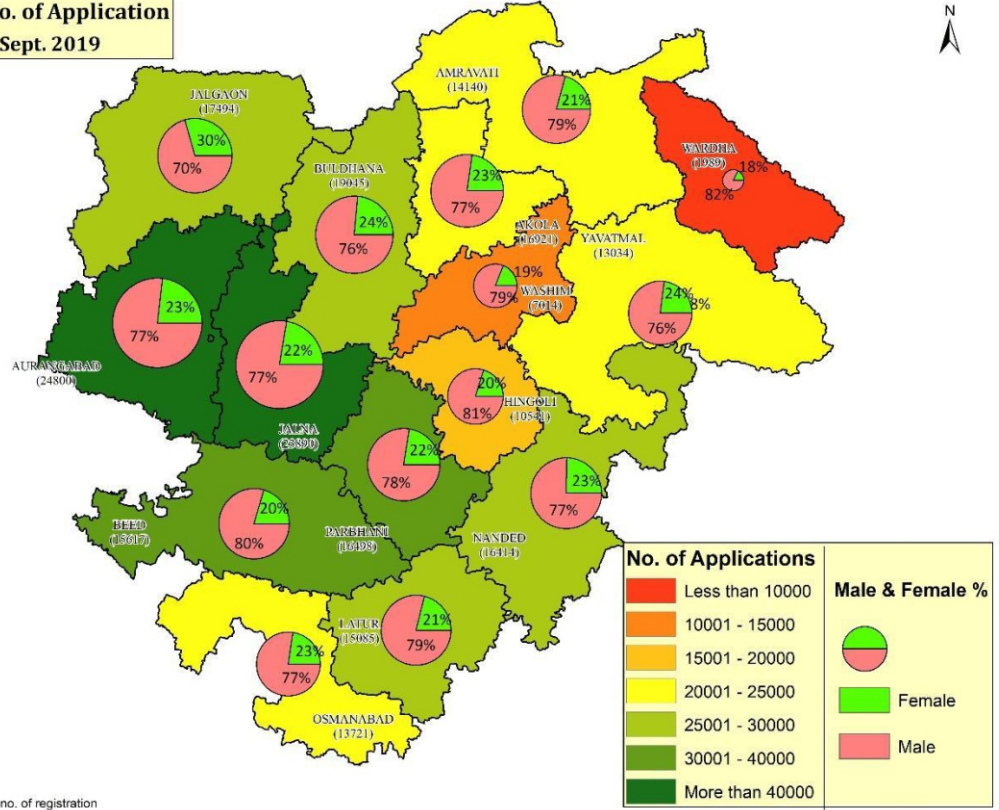 o. of Application
Sept. 2019
N
AMRAVATI
(14140)
21%
79%
JALGAON
(17494)
30%
70%
WARDHA
(1989)
18%
82%
BULDHANA
(19045)
24%
76%
23%
77%
AKOLA
(16921)
YAVATMAL
(13034)
24%
8%
76%
19%
79%
WASHIM
(7014)
23%
77%
AURANGABAD
(24800)
22%
77%
JALNA
20%
81%
HINGOLI
(10541)
22%
78%
PARBHANI
(16498)
23%
77%
NANDED
(16414)
20%
80%
BEED
(15617)
LATUR
(15085)
21%
79%
23%
77%
OSMANABAD
(13721)
No. of Applications
Less than 10000
10001 - 15000
15001 - 20000
20001 - 25000
25001 - 30000
30001 - 40000
More than 40000
Male & Female %
Female
Male
no. of registration